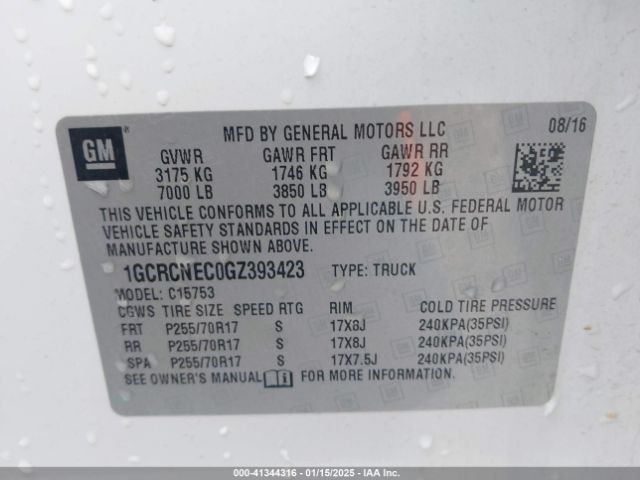 GM
MFD BY GENERAL MOTORS LLC 08/16
GVWR GAWR FRT GAWR RR
3175 KG 1746 KG 1792 KG
7000 LB 3850 LB 3950 LB
THIS VEHICLE CONFORMS TO ALL APPLICABLE U.S. FEDERAL MOTOR
VEHICLE SAFETY STANDARDS IN EFFECT ON THE DATE OF
MANUFACTURE SHOWN ABOVE.
1GCRCNEC0GZ393423 TYPE: TRUCK
MODEL: C15753
CGWS TIRE SIZE SPEED RTG RIM COLD TIRE PRESSURE
FRT P255/70R17 S 17X8J 240KPA(35PSI)
RR P255/70R17 S 17X8J 240KPA(35PSI)
SPA P255/70R17 S 17X7.5J 240KPA(35PSI)
SEE OWNER'S MANUAL FOR MORE INFORMATION.
000-41344316 - 01/15/2025 - IAAI - Copart